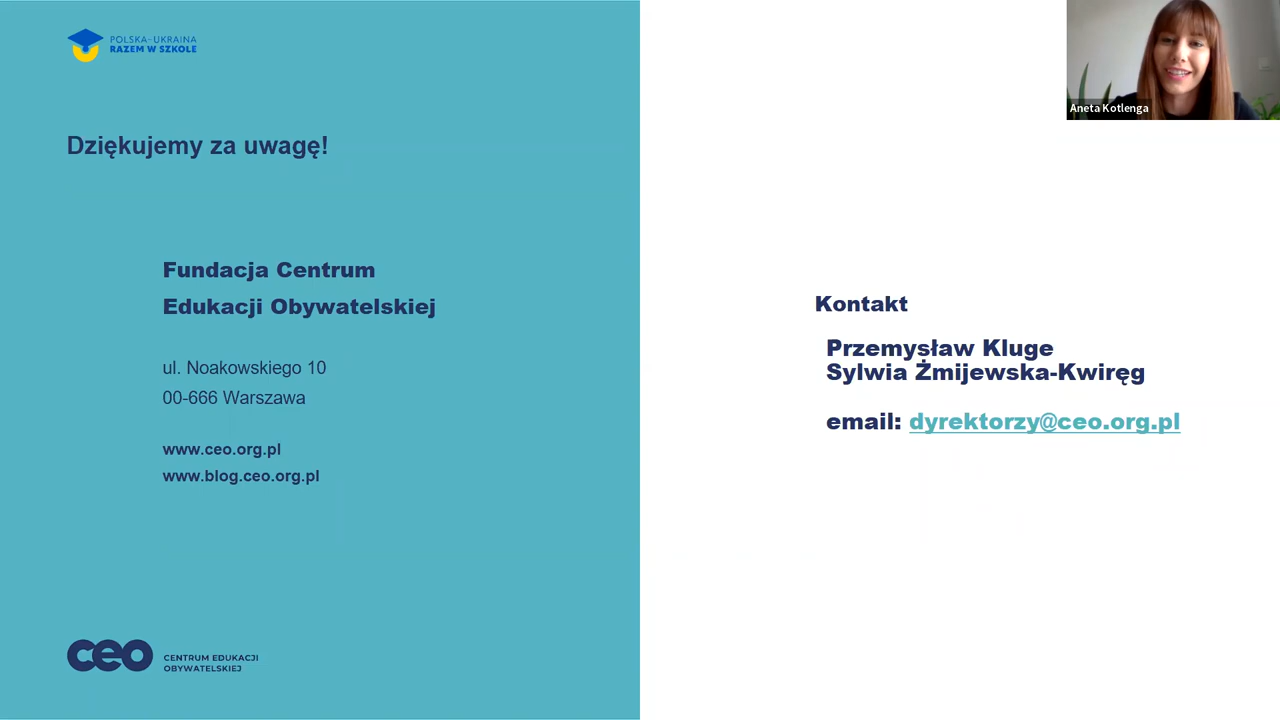 POLSKA-UKRAINA
RAZEM W SZKOLE
Dziękujemy za uwagę!
Fundacja Centrum
Edukacji Obywatelskiej
ul. Noakowskiego 10
00-666 Warszawa
www.ceo.org.pl
www.blog.ceo.org.pl
ceo
CENTRUM EDUKACJI
OBYWATELSKIEJ
Aneta Kotlenga
Kontakt
Przemysław Kluge
Sylwia Żmijewska-Kwiręg
email: dyrektorzy@ceo.org.pl